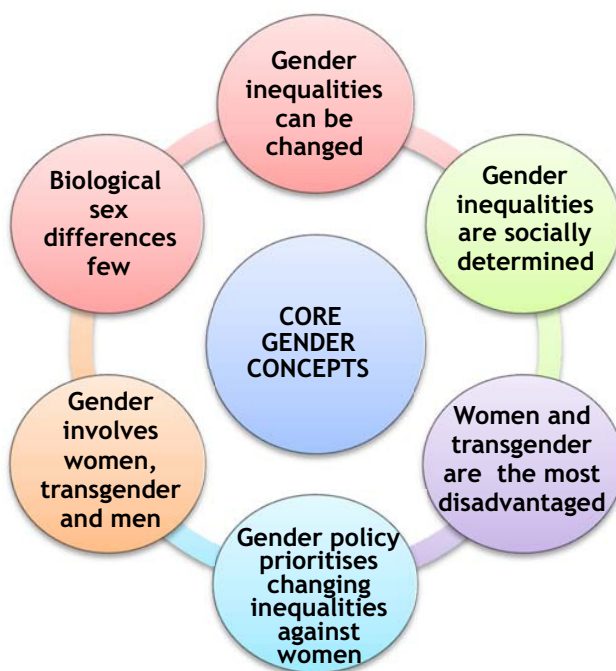 Gender
inequalities
can be
changed
Biological
sex
differences
few
Gender
inequalities
are socially
determined
CORE
GENDER
CONCEPTS
Gender
involves
women,
transgender
and men
Women and
transgender
are the most
disadvantaged
Gender policy
prioritises
changing
inequalities
against
women